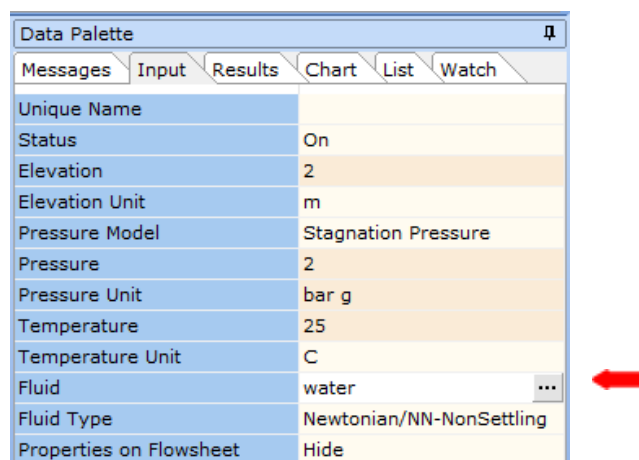 Data Palette
Messages Input Results Chart List Watch
Unique Name
Status On
Elevation 2
Elevation Unit m
Pressure Model Stagnation Pressure
Pressure 2
Pressure Unit bar g
Temperature 25
Temperature Unit C
Fluid water ...
Fluid Type Newtonian/NN-NonSettling
Properties on Flowsheet Hide